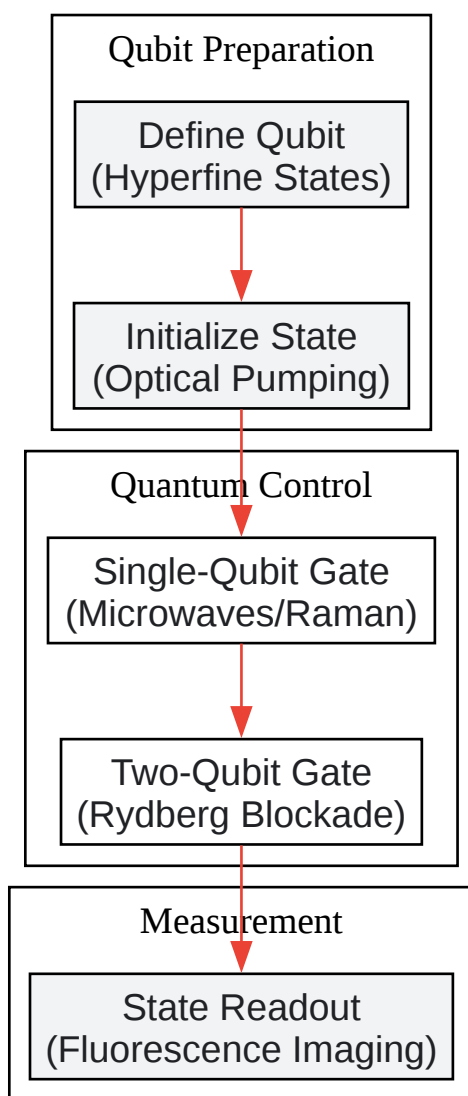 Qubit Preparation
Define Qubit
(Hyperfine States)
Initialize State
(Optical Pumping)
Quantum Control
Single-Qubit Gate
(Microwaves/Raman)
Two-Qubit Gate
(Rydberg Blockade)
Measurement
State Readout
(Fluorescence Imaging)